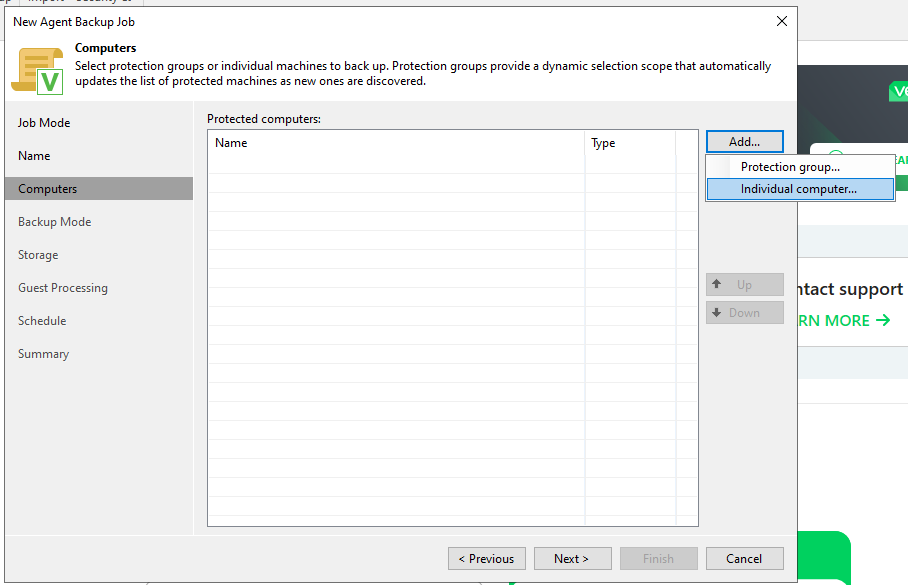 New Agent Backup Job
Computers
Select protection groups or individual machines to back up. Protection groups provide a dynamic selection scope that automatically
updates the list of protected machines as new ones are discovered.
Job Mode
Name
Computers
Backup Mode
Storage
Guest Processing
Schedule
Summary
Protected computers:
Name Type
Add...
Protection group...
Individual computer...
Up
Down
ntact support
RN MORE →
< Previous Next > Finish Cancel